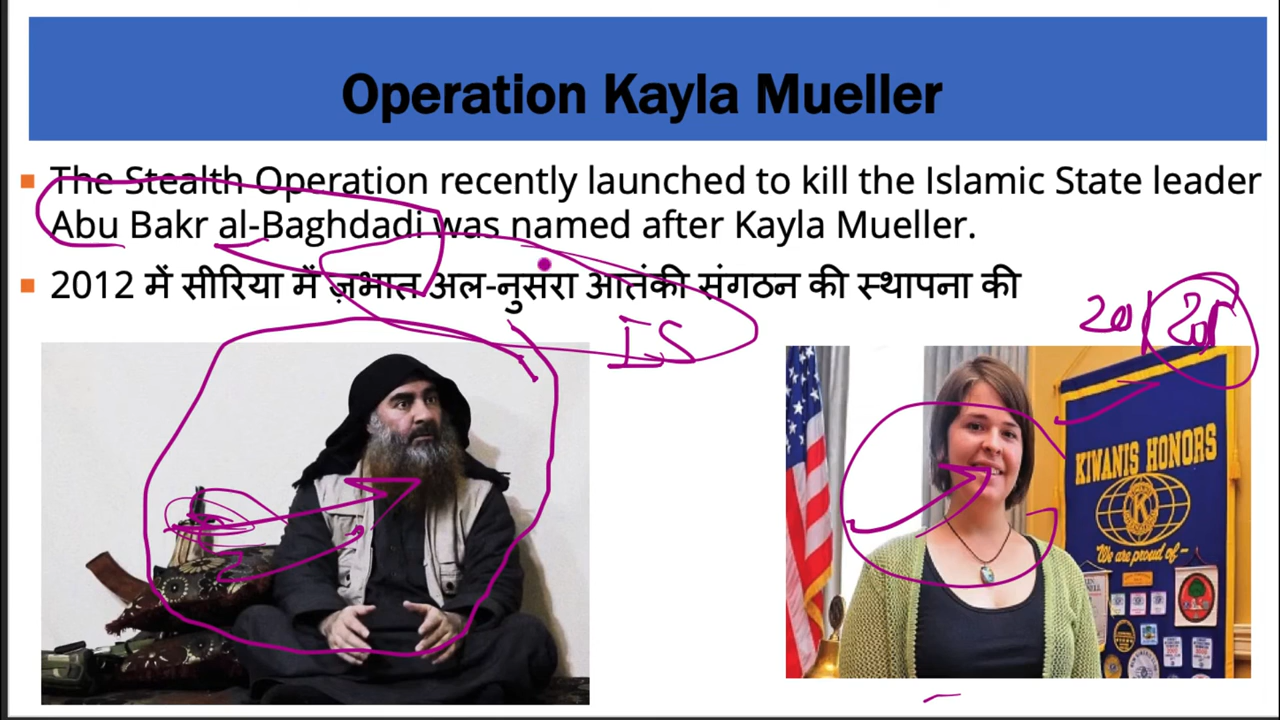 Operation Kayla Mueller
The Stealth Operation recently launched to kill the Islamic State leader
Abu Bakr al-Baghdadi was named after Kayla Mueller.
2012 में सीरिया में ज़भात अल-नुसरा आतंकी संगठन की स्थापना की
IS
KIWANIS HONORS
K
We are proud of-